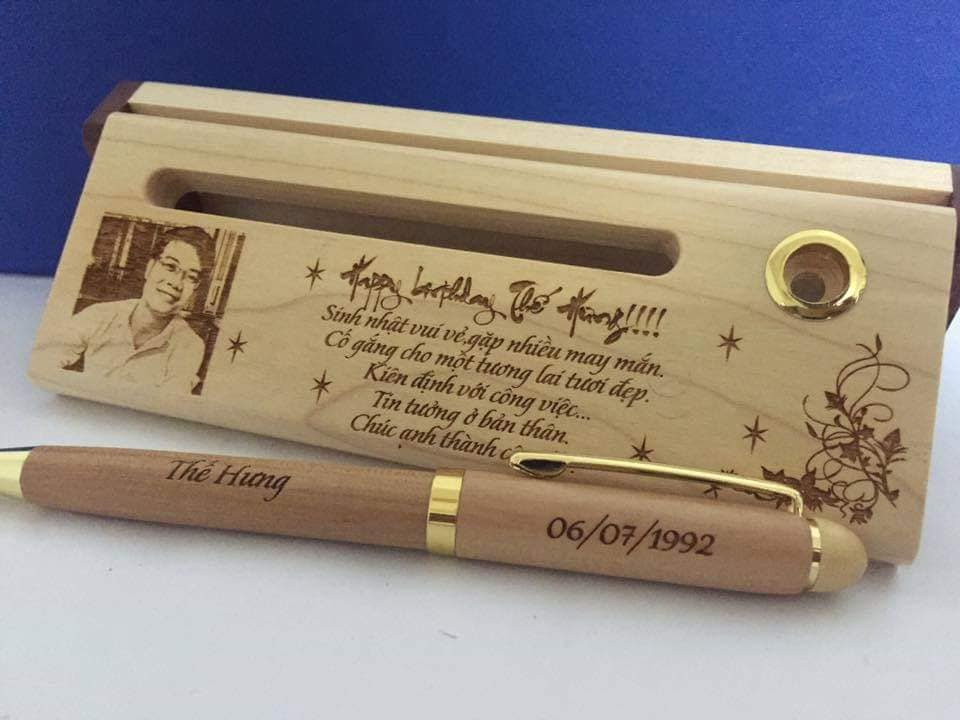 Happy birthday Thế Hưng!!!!
Sinh nhật vui vẻ,gặp nhiều may mắn.
Cố gắng cho một tương lai tươi đẹp.
Kiên định với công việc...
Tin tưởng ở bản thân.
Chúc anh thành
Thế Hưng
06/07/1992